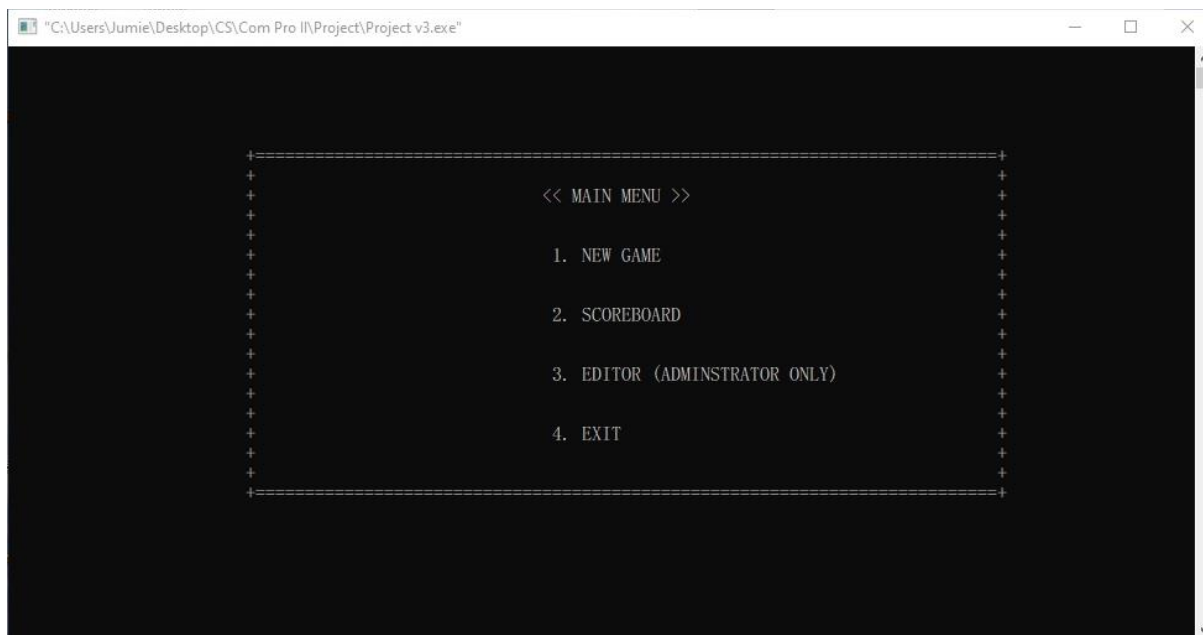 "C:\Users\Jumie\Desktop\CS\Com Pro II\Project\Project v3.exe"
<< MAIN MENU >>
1. NEW GAME
2. SCOREBOARD
3. EDITOR (ADMINSTRATOR ONLY)
4. EXIT